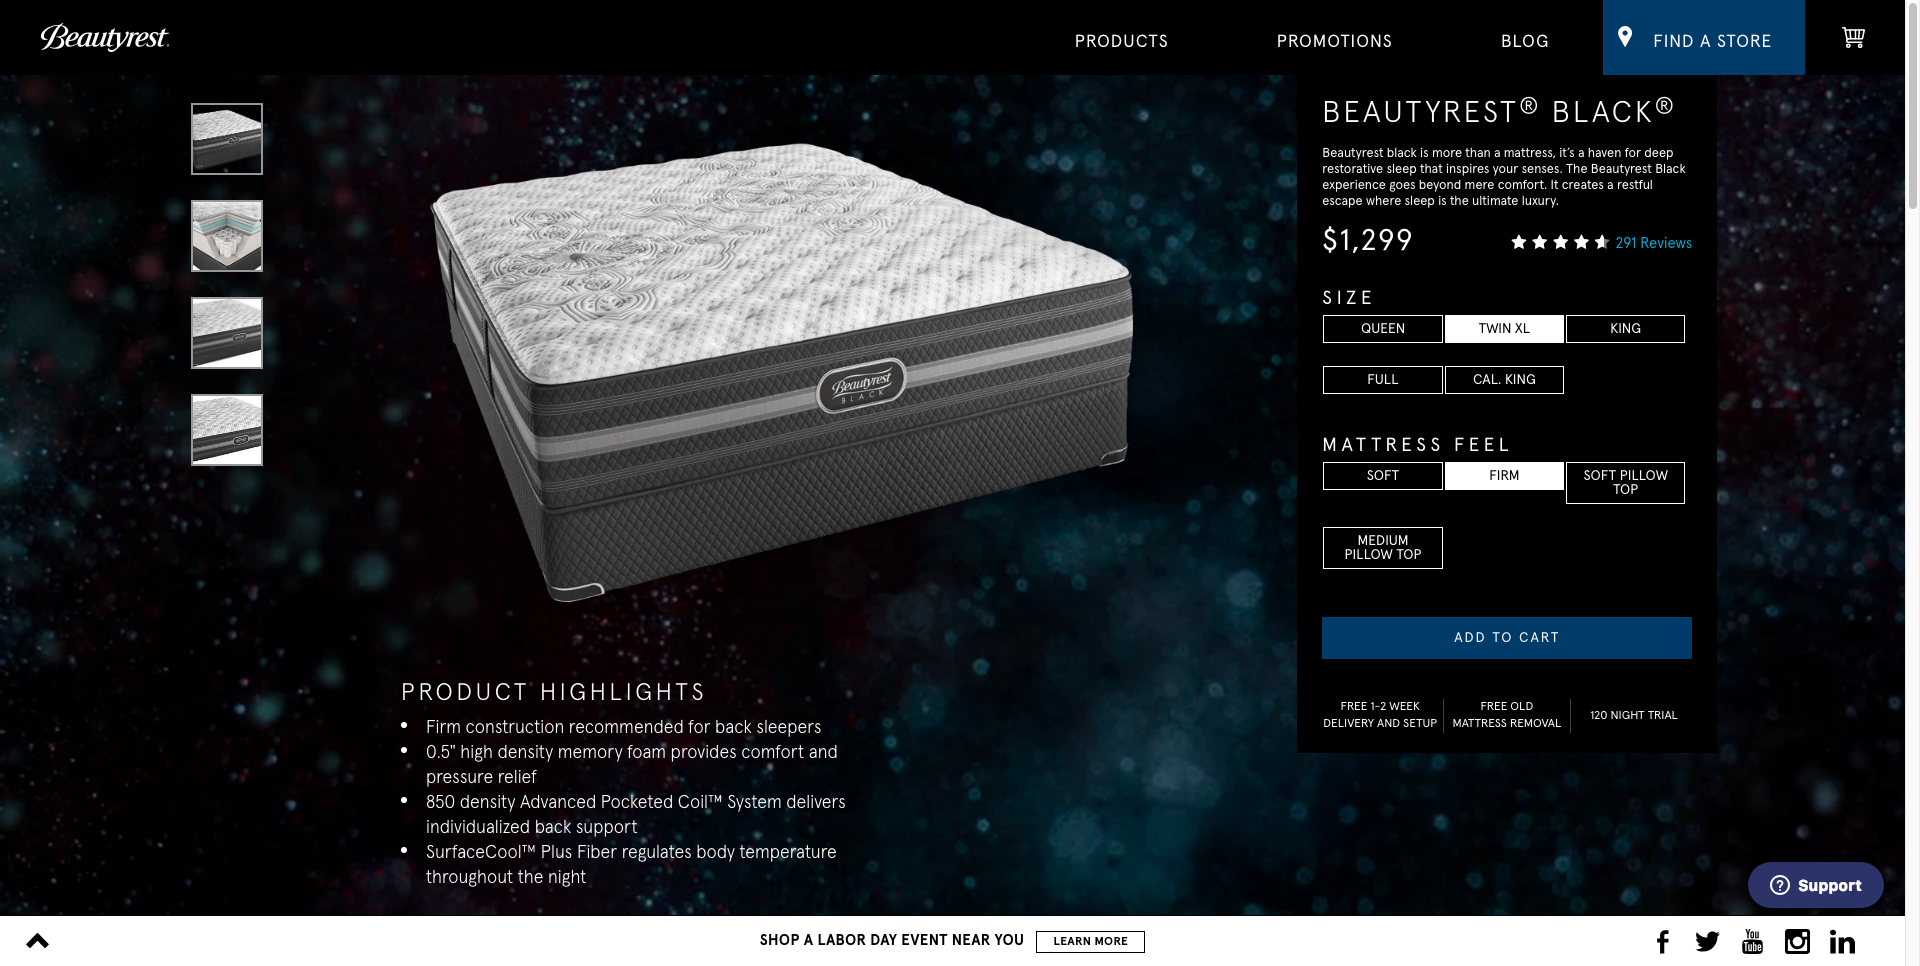 Beautyrest
PRODUCTS
PROMOTIONS
BLOG
FIND A STORE
BEAUTYREST® BLACK®
Beautyrest black is more than a mattress, it's a haven for deep
restorative sleep that inspires your senses. The Beautyrest Black
experience goes beyond mere comfort. It creates a restful
escape where sleep is the ultimate luxury.
$1,299
291 Reviews
SIZE
QUEEN
TWIN XL
KING
FULL
CAL. KING
MATTRESS FEEL
SOFT
FIRM
SOFT PILLOW
TOP
MEDIUM
PILLOW TOP
ADD TO CART
FREE 1-2 WEEK
DELIVERY AND SETUP
FREE OLD
MATTRESS REMOVAL
120 NIGHT TRIAL
Beautyrest
BLACK
PRODUCT HIGHLIGHTS
• Firm construction recommended for back sleepers
• 0.5" high density memory foam provides comfort and
pressure relief
• 850 density Advanced Pocketed Coil™ System delivers
individualized back support
• SurfaceCool™ Plus Fiber regulates body temperature
throughout the night
Support
SHOP A LABOR DAY EVENT NEAR YOU
LEARN MORE
You
Tube